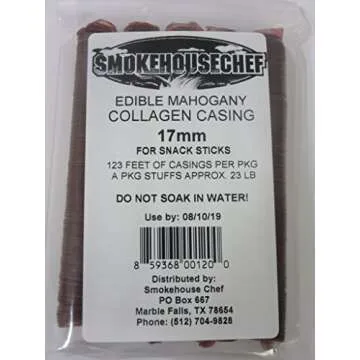 SMOKEHOUSECHEF
EDIBLE MAHOGANY
COLLAGEN CASING
17mm
FOR SNACK STICKS
123 FEET OF CASINGS PER PKG
A PKG STUFFS APPROX. 23 LB
DO NOT SOAK IN WATER!
Use by: 08/10/19
8 59368 00120 0
Distributed by:
Smokehouse Chef
PO Box 667
Marble Falls, TX 78654
Phone: (512) 704-9828